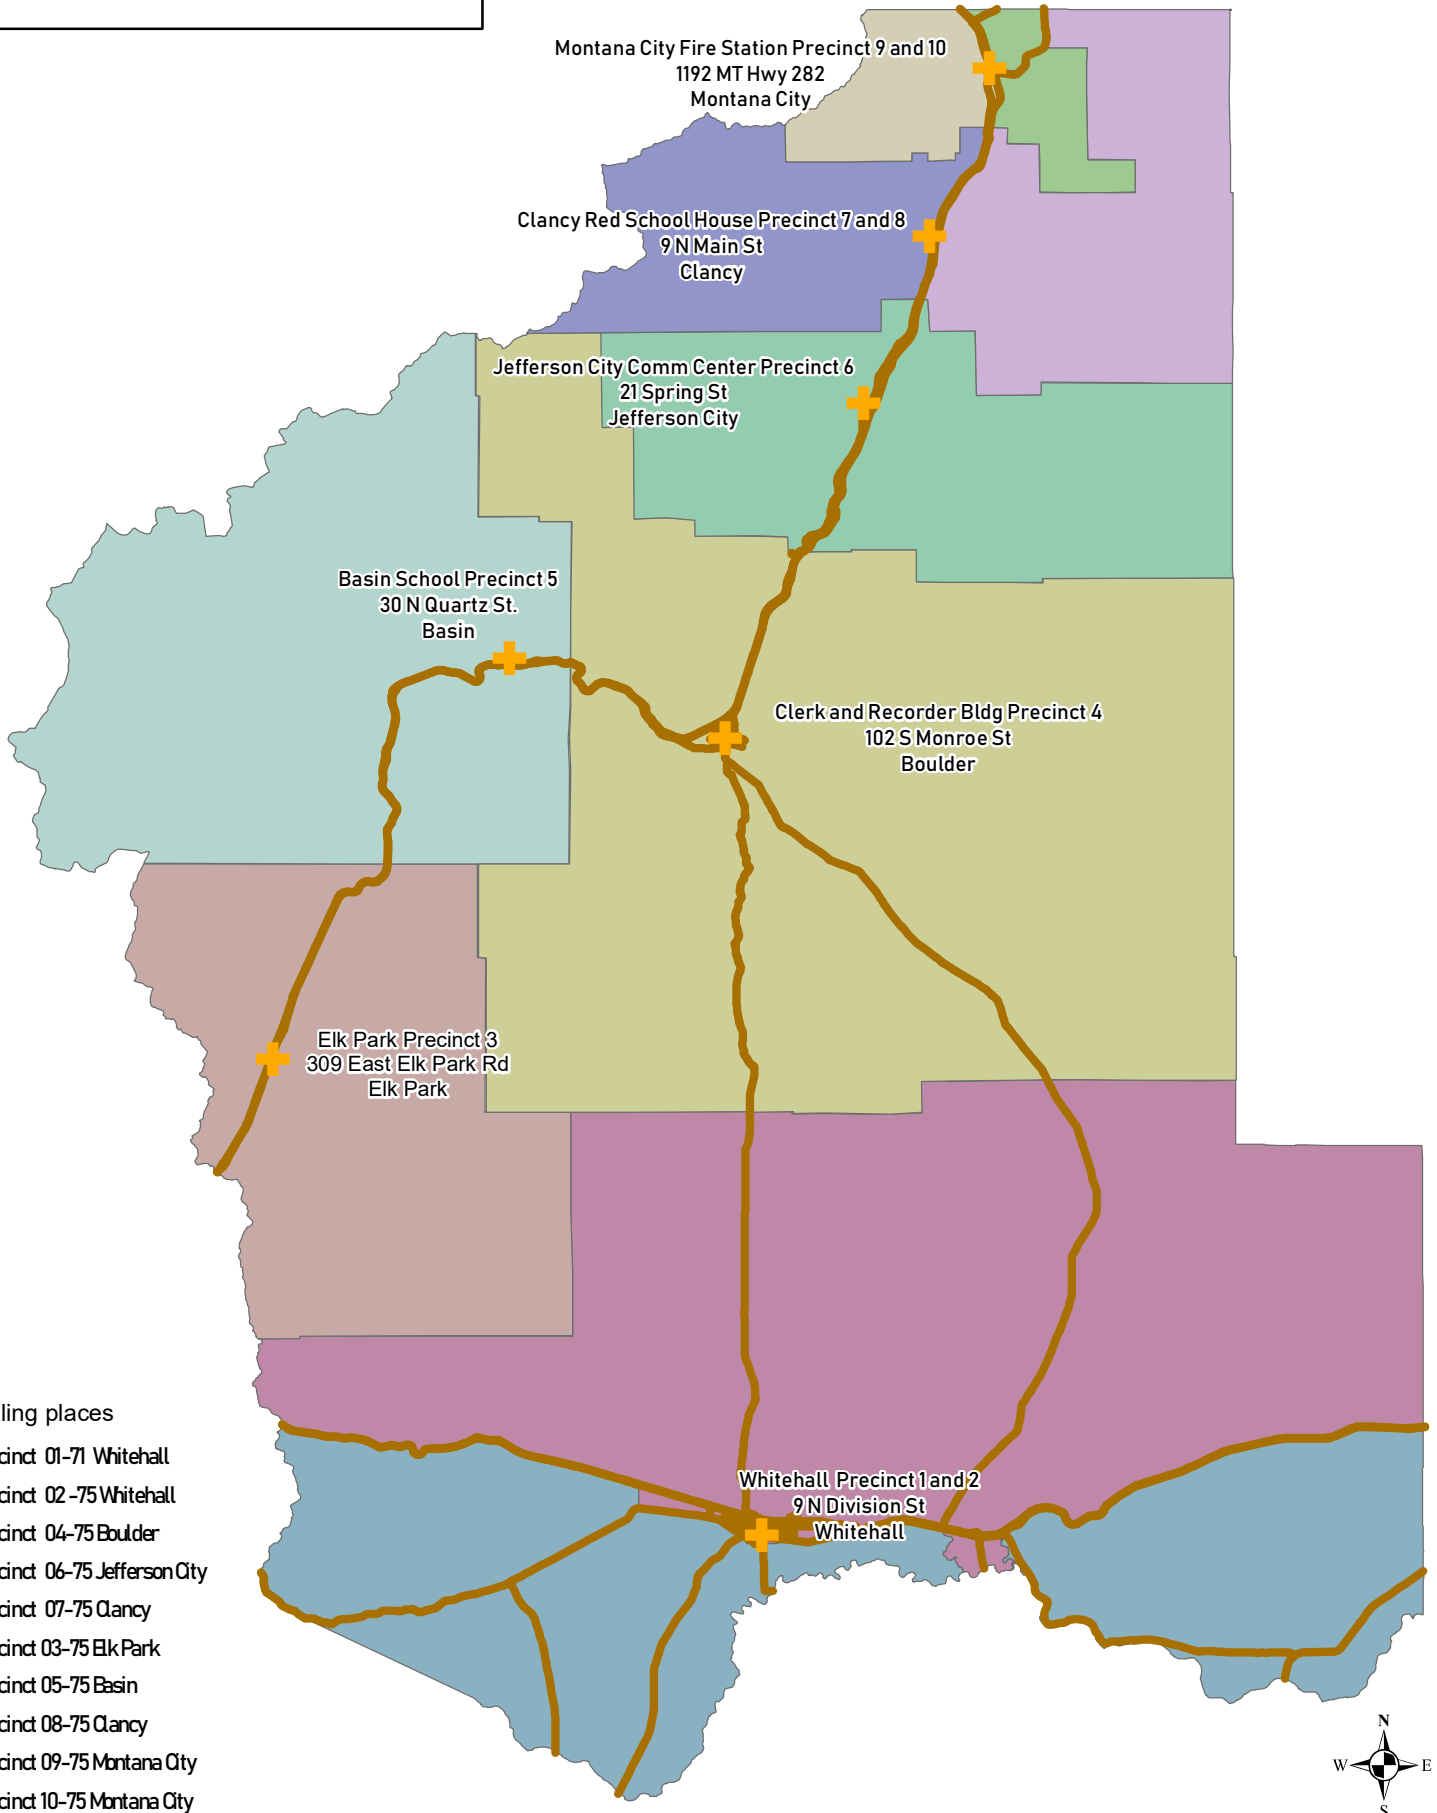 Montana City Fire Station Precinct 9 and 10
1192 MT Hwy 282
Montana City
Clancy Red School House Precinct 7 and 8
9 N Main St
Clancy
Jefferson City Comm Center Precinct 6
21 Spring St
Jefferson City
Basin School Precinct 5
30 N Quartz St.
Basin
Clerk and Recorder Bldg Precinct 4
102 S Monroe St
Boulder
Elk Park Precinct 3
309 East Elk Park Rd
Elk Park
Whitehall Precinct 1 and 2
9 N Division St
Whitehall
ling places
cinct 01-71 Whitehall
cinct 02-75 Whitehall
cinct 04-75 Boulder
cinct 06-75 Jefferson City
cinct 07-75 Clancy
cinct 03-75 Elk Park
cinct 05-75 Basin
cinct 08-75 Clancy
cinct 09-75 Montana City
cinct 10-75 Montana City
N
W E
S